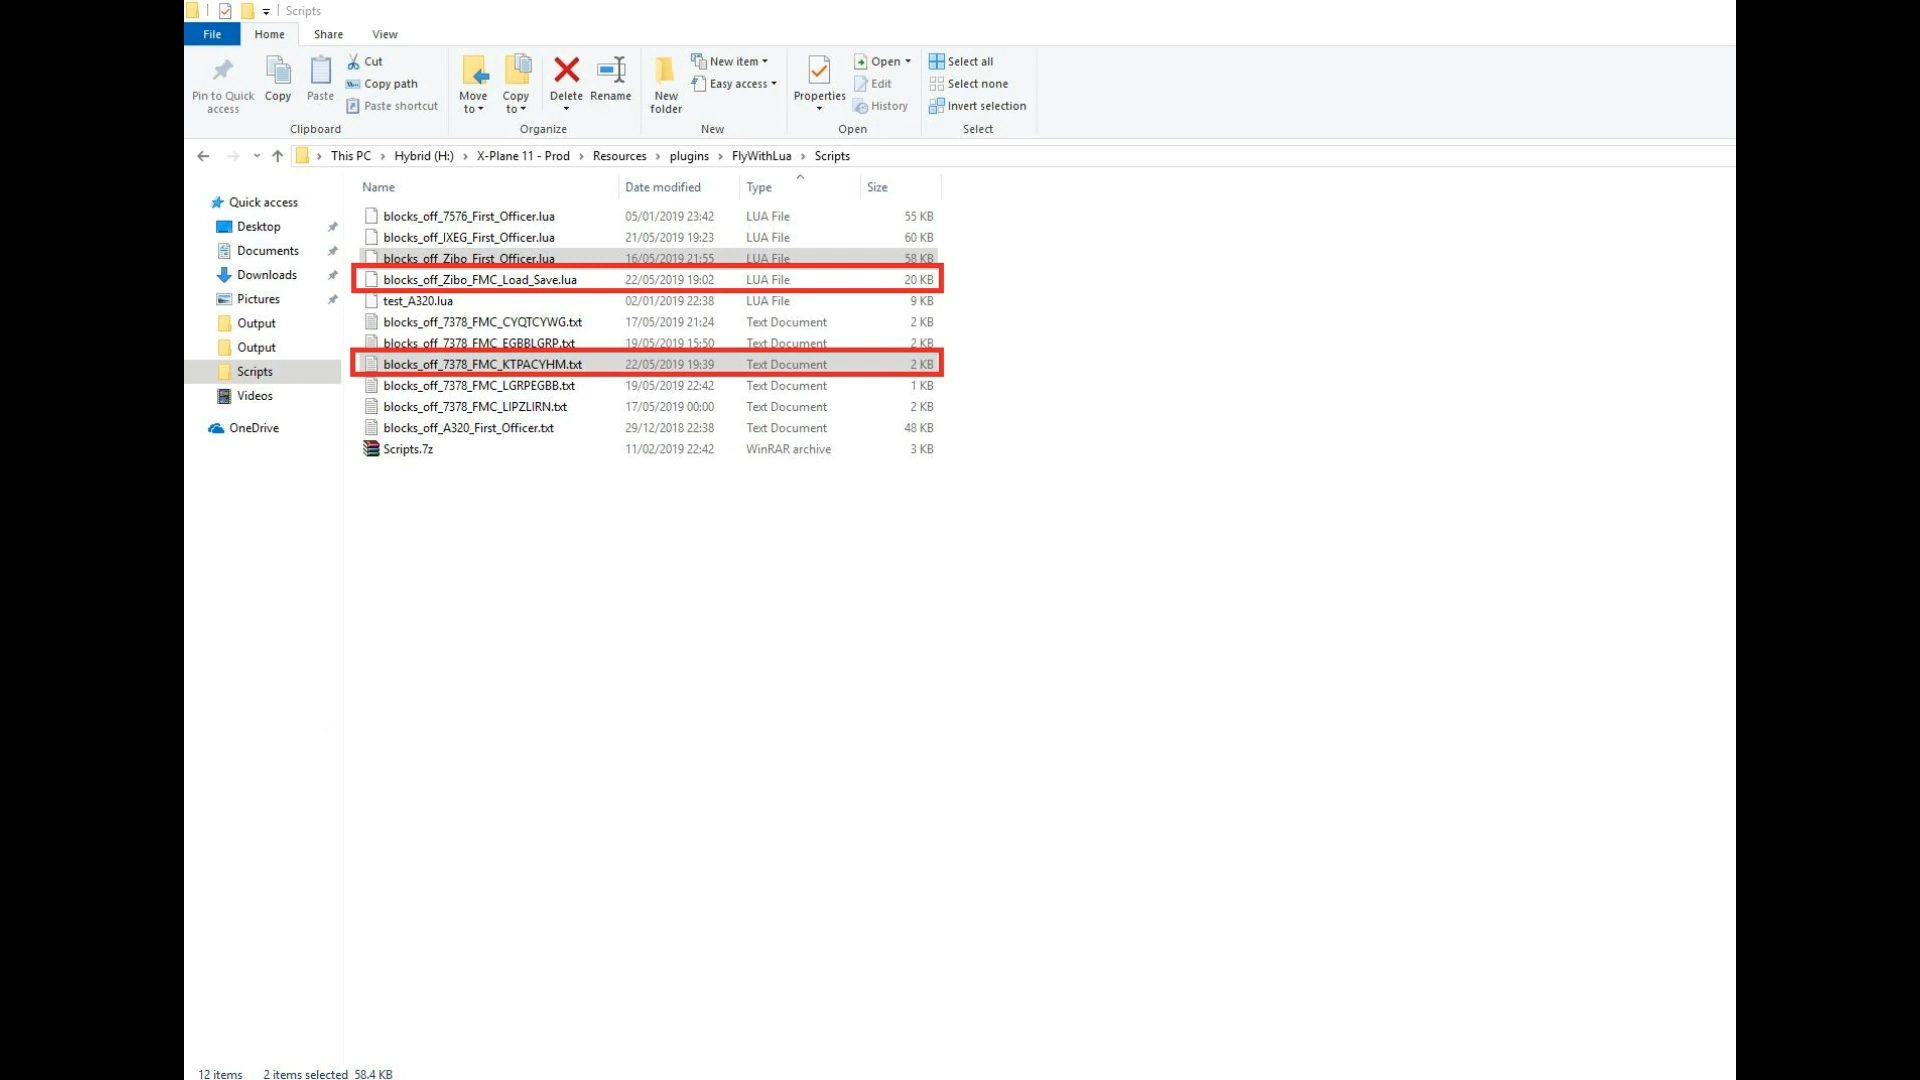 Scripts
File Home Share View
Pin to Quick access
Copy
Paste
Cut
Copy path
Paste shortcut
Move to
Copy to
Delete
Rename
New folder
New item
Easy access
Properties
Open
Edit
History
Select all
Select none
Invert selection
Clipboard Organize New Open Select
This PC › Hybrid (H:) › X-Plane 11 - Prod › Resources › plugins › FlyWithLua › Scripts
Quick access
Desktop
Documents
Downloads
Pictures
Output
Output
Scripts
Videos
OneDrive
Name Date modified Type Size
blocks_off_7576_First_Officer.lua 05/01/2019 23:42 LUA File 55 KB
blocks_off_IXEG_First_Officer.lua 21/05/2019 19:23 LUA File 60 KB
blocks_off_Zibo_First_Officer.lua 16/05/2019 21:55 LUA File 58 KB
blocks_off_Zibo_FMC_Load_Save.lua 22/05/2019 19:02 LUA File 20 KB
test_A320.lua 02/01/2019 22:38 LUA File 9 KB
blocks_off_7378_FMC_CYQTCYWG.txt 17/05/2019 21:24 Text Document 2 KB
blocks_off_7378_FMC_EGBBLGRP.txt 19/05/2019 15:50 Text Document 2 KB
blocks_off_7378_FMC_KTPACYHM.txt 22/05/2019 19:39 Text Document 2 KB
blocks_off_7378_FMC_LGRPEGBB.txt 19/05/2019 22:42 Text Document 1 KB
blocks_off_7378_FMC_LIPZLIRN.txt 17/05/2019 00:00 Text Document 2 KB
blocks_off_A320_First_Officer.txt 29/12/2018 22:38 Text Document 48 KB
Scripts.7z 11/02/2019 22:42 WinRAR archive 3 KB
12 items 2 items selected 58.4 KB